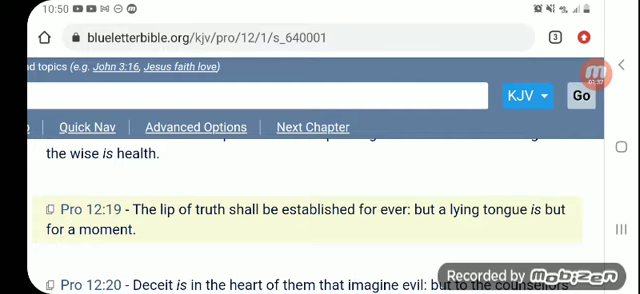 10:50
blueletterbible.org/kjv/pro/12/1/s_640001
3
nd topics (e.g. John 3:16, Jesus faith love)
KJV
Go
Quick Nav | Advanced Options | Next Chapter
the wise is health.
Pro 12:19 - The lip of truth shall be established for ever: but a lying tongue is but
for a moment.
Pro 12:20 - Deceit is in the heart of them that imagine evil: but to the counsellors
Recorded by Mobizen